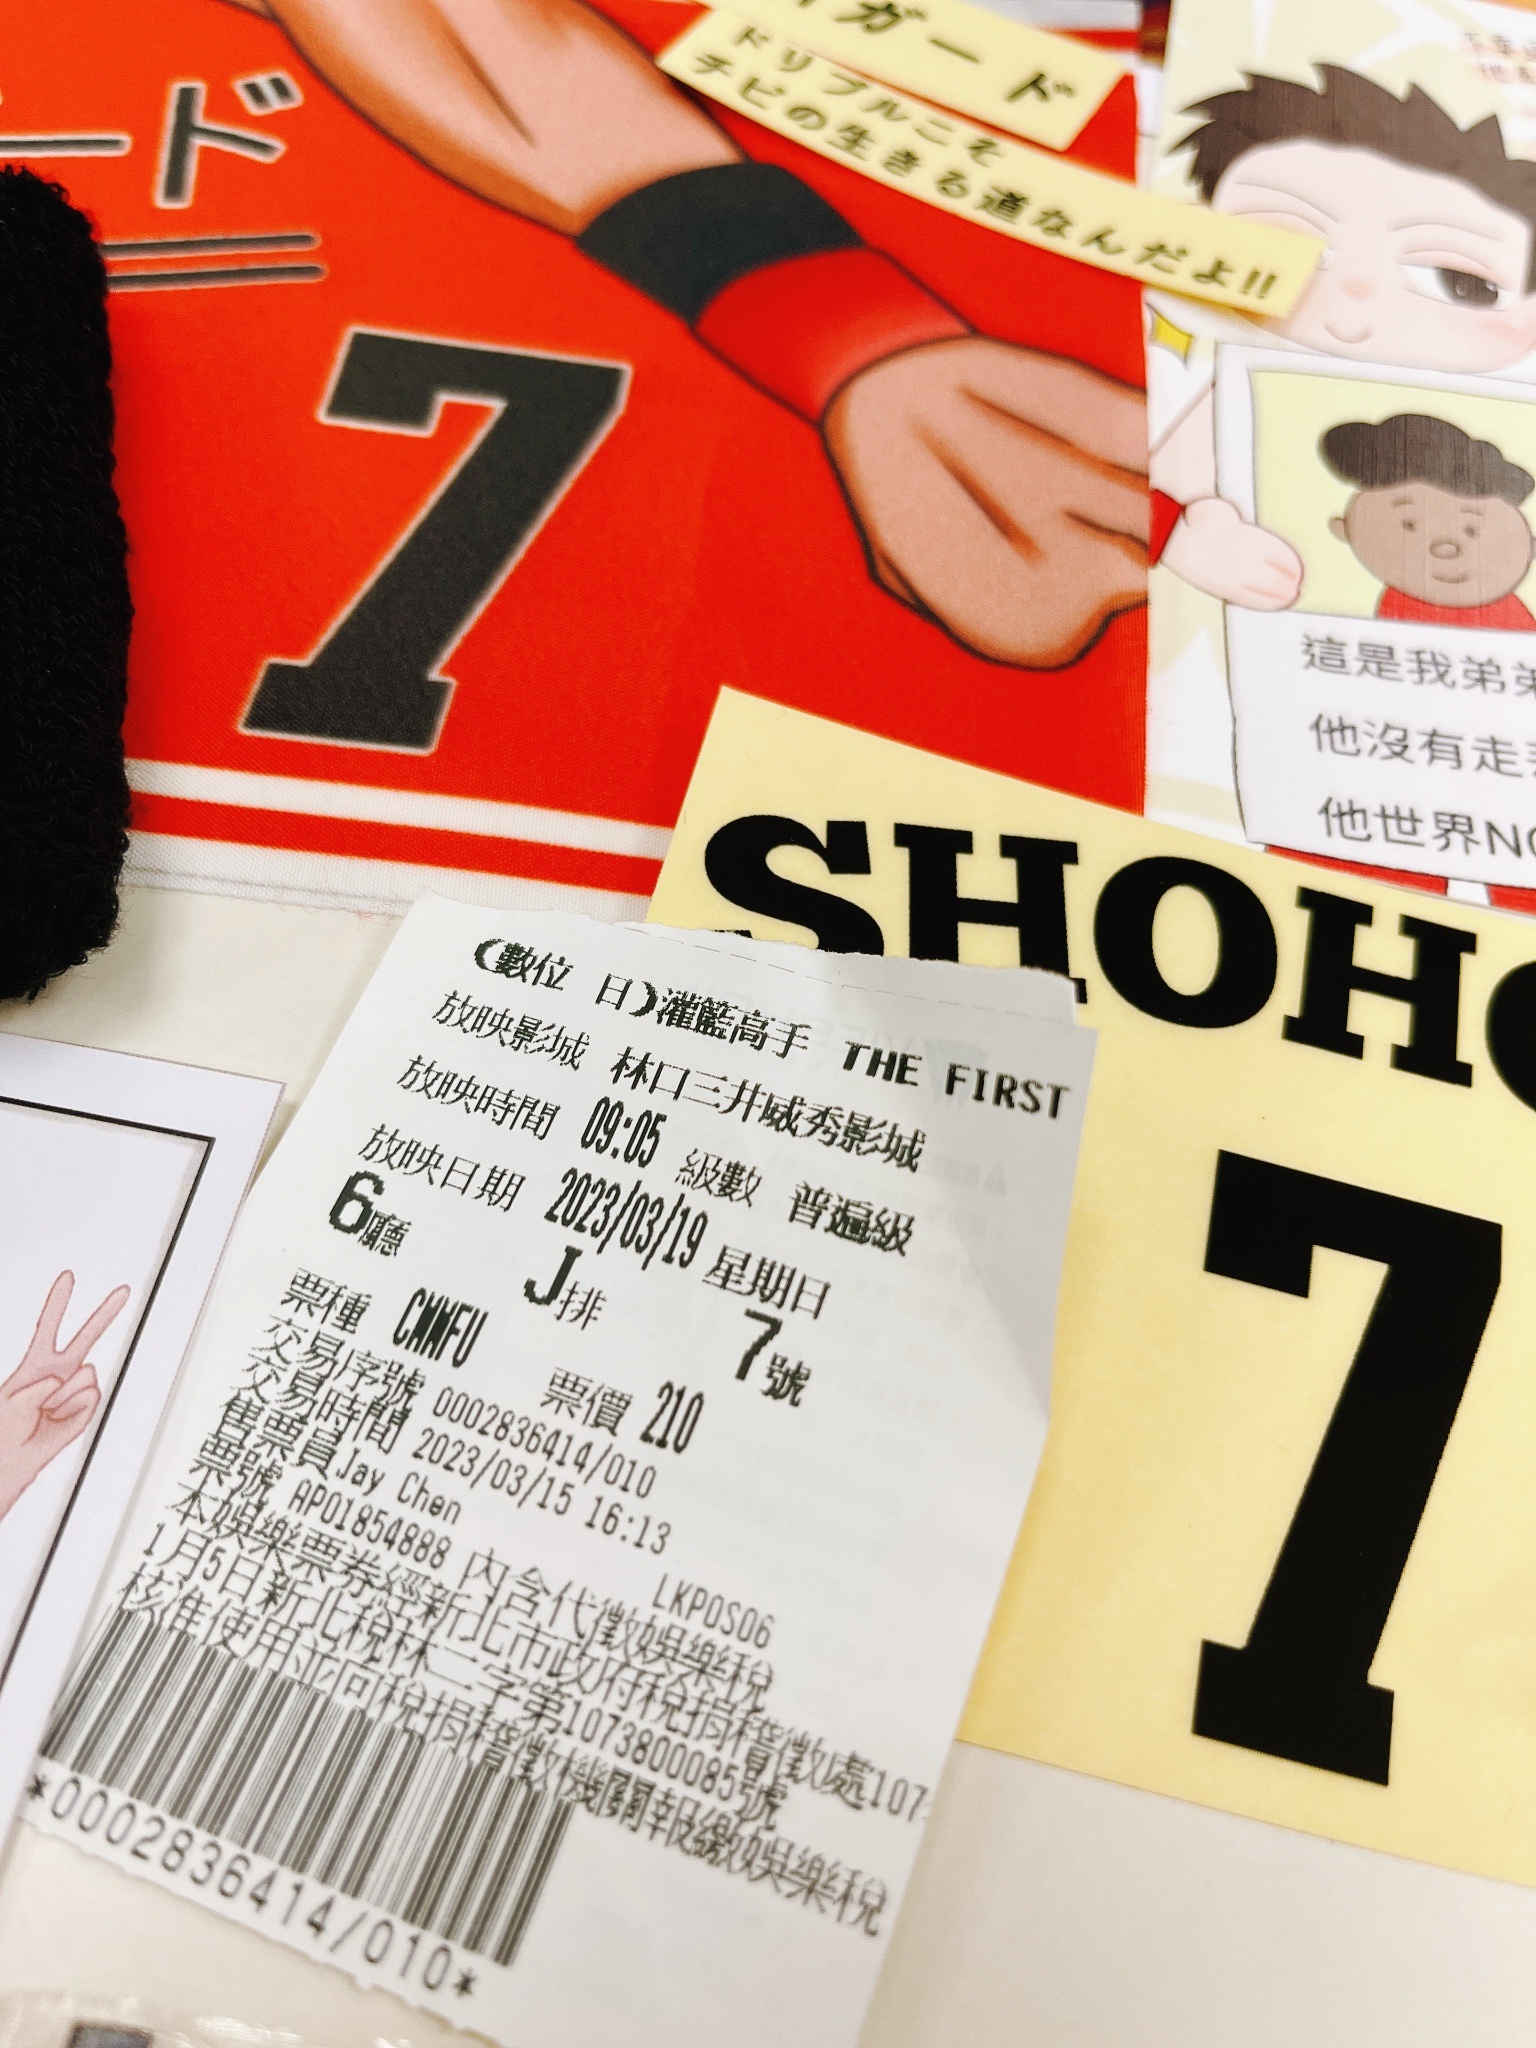 ガード
ドリブルこそ
チビの生きる道なんだよ!!
ード
7
這是我弟弟
他沒有走
他世界NO
SHOHO
7
(數位 日)灌籃高手 THE FIRST
放映影城 林口三井威秀影城
放映時間 09:05 級數 普遍級
放映日期 2023/03/19 星期日
6廳 J排 7號
票種 CMMFU 票價 210
交易序號 0002836414/010
交易時間 2023/03/15 16:13
售票員Jay Chen LKPOS06
票號 AP01854888 內含代徵娛樂稅
本娛樂票券經新北市政府稅捐稽徵處107
1月5日新北稅林二字第1073800085號
核准使用並向稅捐稽徵機關報繳娛樂稅
*0002836414/010*